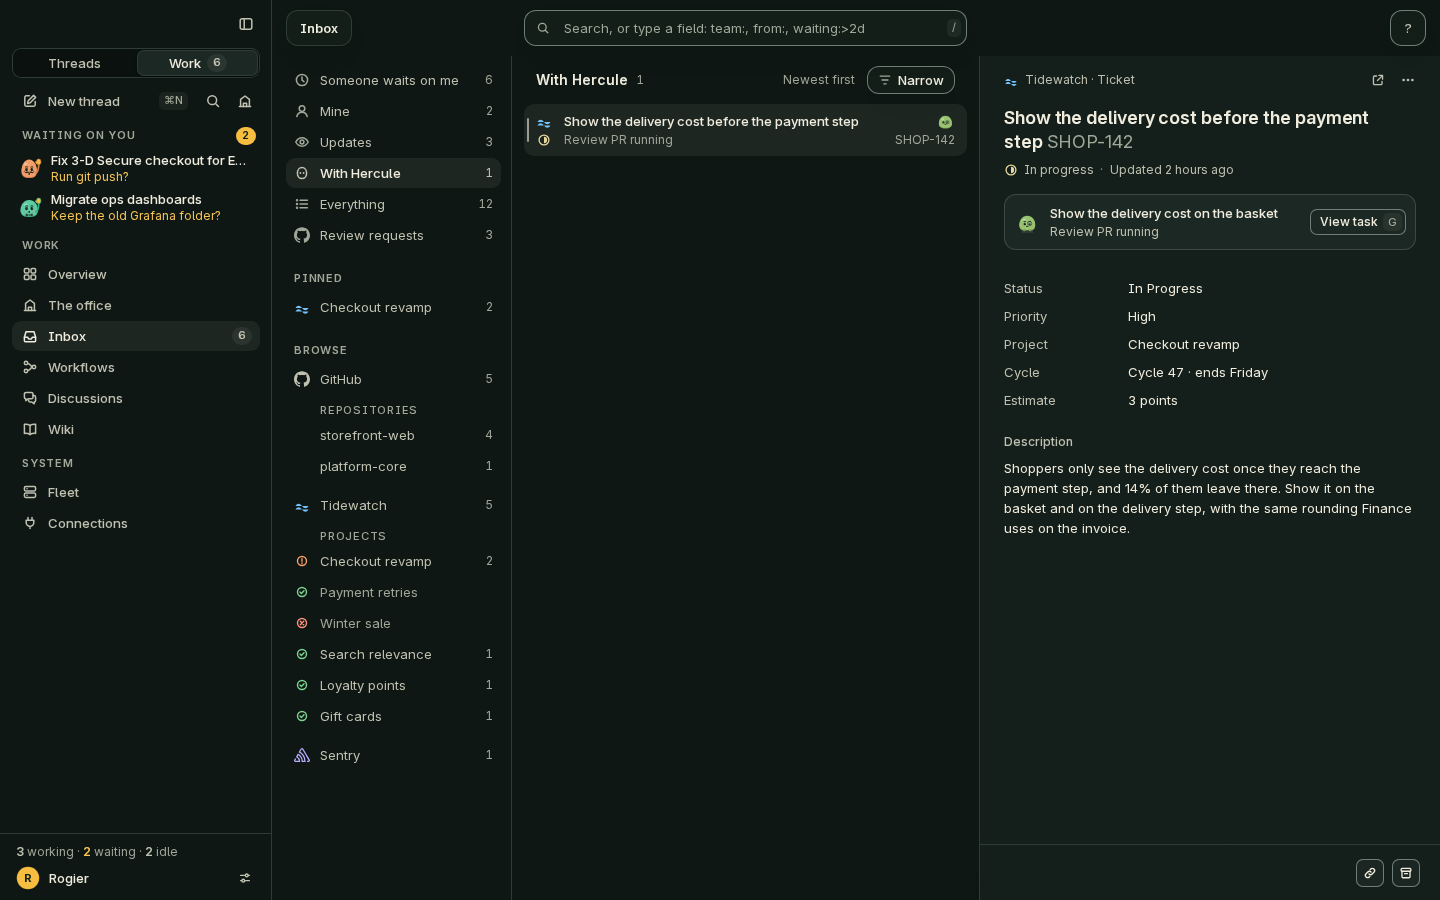 Threads
Work 6
New thread ⌘N
WAITING ON YOU 2
Fix 3-D Secure checkout for E…
Run git push?
Migrate ops dashboards
Keep the old Grafana folder?
WORK
Overview
The office
Inbox 6
Workflows
Discussions
Wiki
SYSTEM
Fleet
Connections
3 working · 2 waiting · 2 idle
R Rogier
Inbox
Someone waits on me 6
Mine 2
Updates 3
With Hercule 1
Everything 12
Review requests 3
PINNED
Checkout revamp 2
BROWSE
GitHub 5
REPOSITORIES
storefront-web 4
platform-core 1
Tidewatch 5
PROJECTS
Checkout revamp 2
Payment retries
Winter sale
Search relevance 1
Loyalty points 1
Gift cards 1
Sentry 1
Search, or type a field: team:, from:, waiting:>2d /
With Hercule 1
Newest first
Narrow
Show the delivery cost before the payment step
Review PR running SHOP-142
?
Tidewatch · Ticket
Show the delivery cost before the payment
step SHOP-142
In progress · Updated 2 hours ago
Show the delivery cost on the basket
Review PR running
View task G
Status In Progress
Priority High
Project Checkout revamp
Cycle Cycle 47 · ends Friday
Estimate 3 points
Description
Shoppers only see the delivery cost once they reach the
payment step, and 14% of them leave there. Show it on the
basket and on the delivery step, with the same rounding Finance
uses on the invoice.